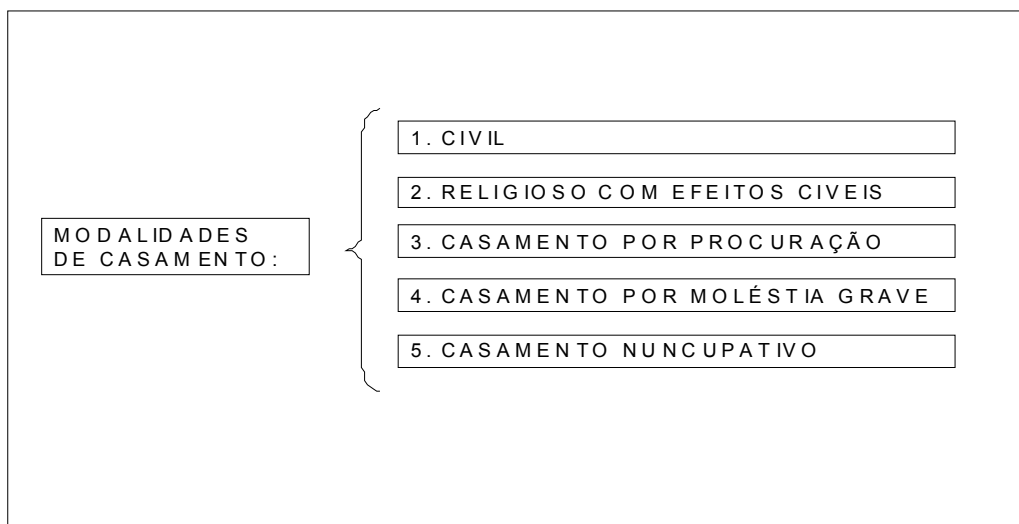 MODALIDADES
DE CASAMENTO:
1. CIVIL
2. RELIGIOSO COM EFEITOS CIVEIS
3. CASAMENTO POR PROCURAÇÃO
4. CASAMENTO POR MOLÉSTIA GRAVE
5. CASAMENTO NUNCUPATIVO